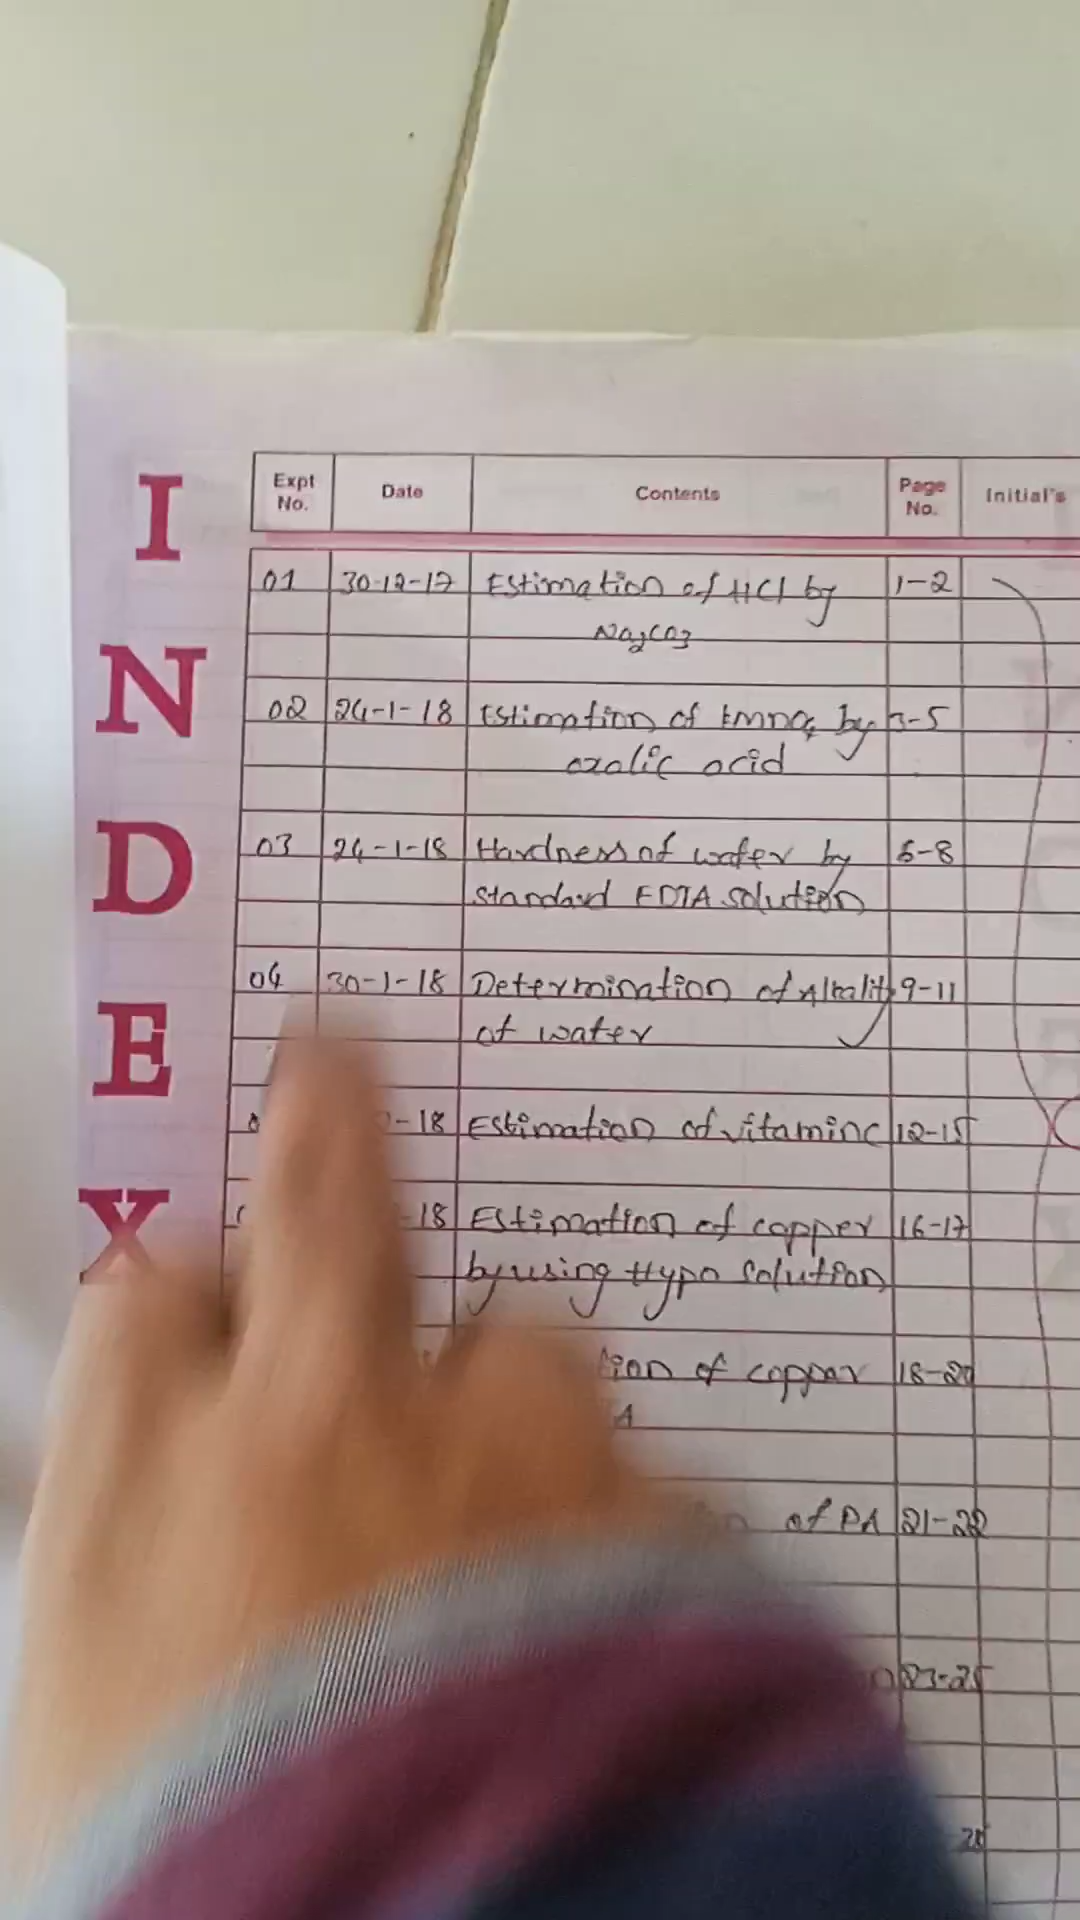 INDEX
Expt No. Date Contents Page No. Initial's
01 30-12-17 Estimation of HCl by 1-2
Na2CO3
02 24-1-18 Estimation of KMnO4 by 3-5
oxalic acid
03 24-1-18 Hardness of water by 6-8
standard EDTA solution
04 30-1-18 Determination of Alkality 9-11
of water
-18 Estimation of vitaminc 12-15
-18 Estimation of copper 16-17
by using Hypo solution
of copper 18-20
A
of PA 21-22
23-25